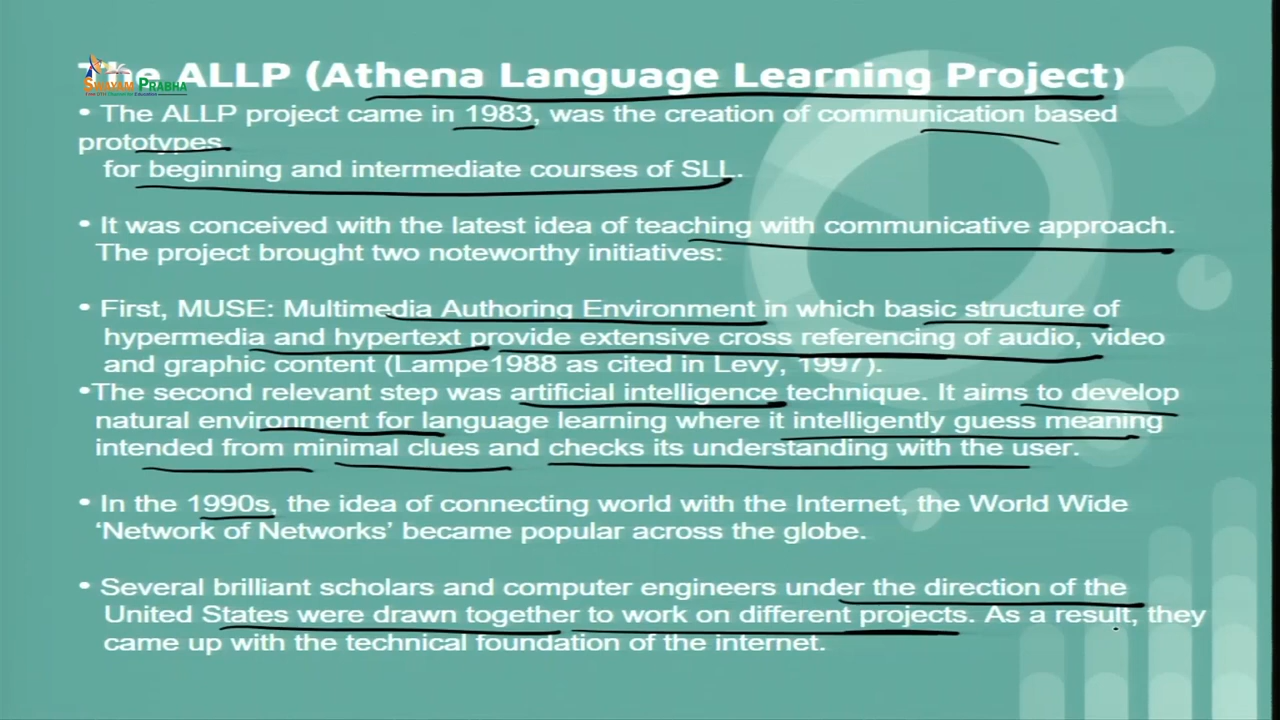 The ALLP (Athena Language Learning Project)
SWAYAM PRABHA
• The ALLP project came in 1983, was the creation of communication based
prototypes
for beginning and intermediate courses of SLL.
• It was conceived with the latest idea of teaching with communicative approach.
The project brought two noteworthy initiatives:
• First, MUSE: Multimedia Authoring Environment in which basic structure of
hypermedia and hypertext provide extensive cross referencing of audio, video
and graphic content (Lampe1988 as cited in Levy, 1997).
•The second relevant step was artificial intelligence technique. It aims to develop
natural environment for language learning where it intelligently guess meaning
intended from minimal clues and checks its understanding with the user.
• In the 1990s, the idea of connecting world with the Internet, the World Wide
‘Network of Networks’ became popular across the globe.
• Several brilliant scholars and computer engineers under the direction of the
United States were drawn together to work on different projects. As a result, they
came up with the technical foundation of the internet.